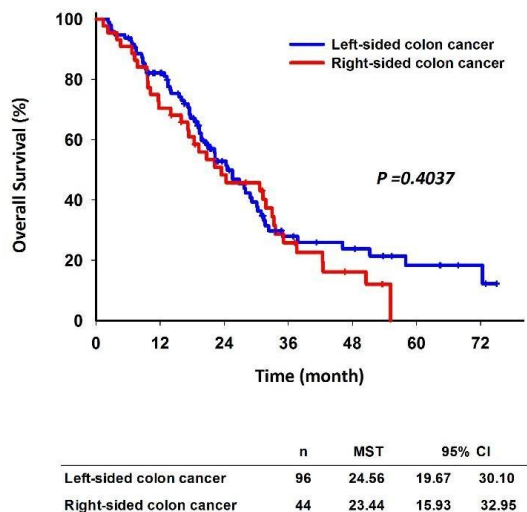 100
80
60
40
20
0
Overall Survival (%)
Left-sided colon cancer
Right-sided colon cancer
P =0.4037
0 12 24 36 48 60 72
Time (month)
n MST 95% CI
Left-sided colon cancer 96 24.56 19.67 30.10
Right-sided colon cancer 44 23.44 15.93 32.95